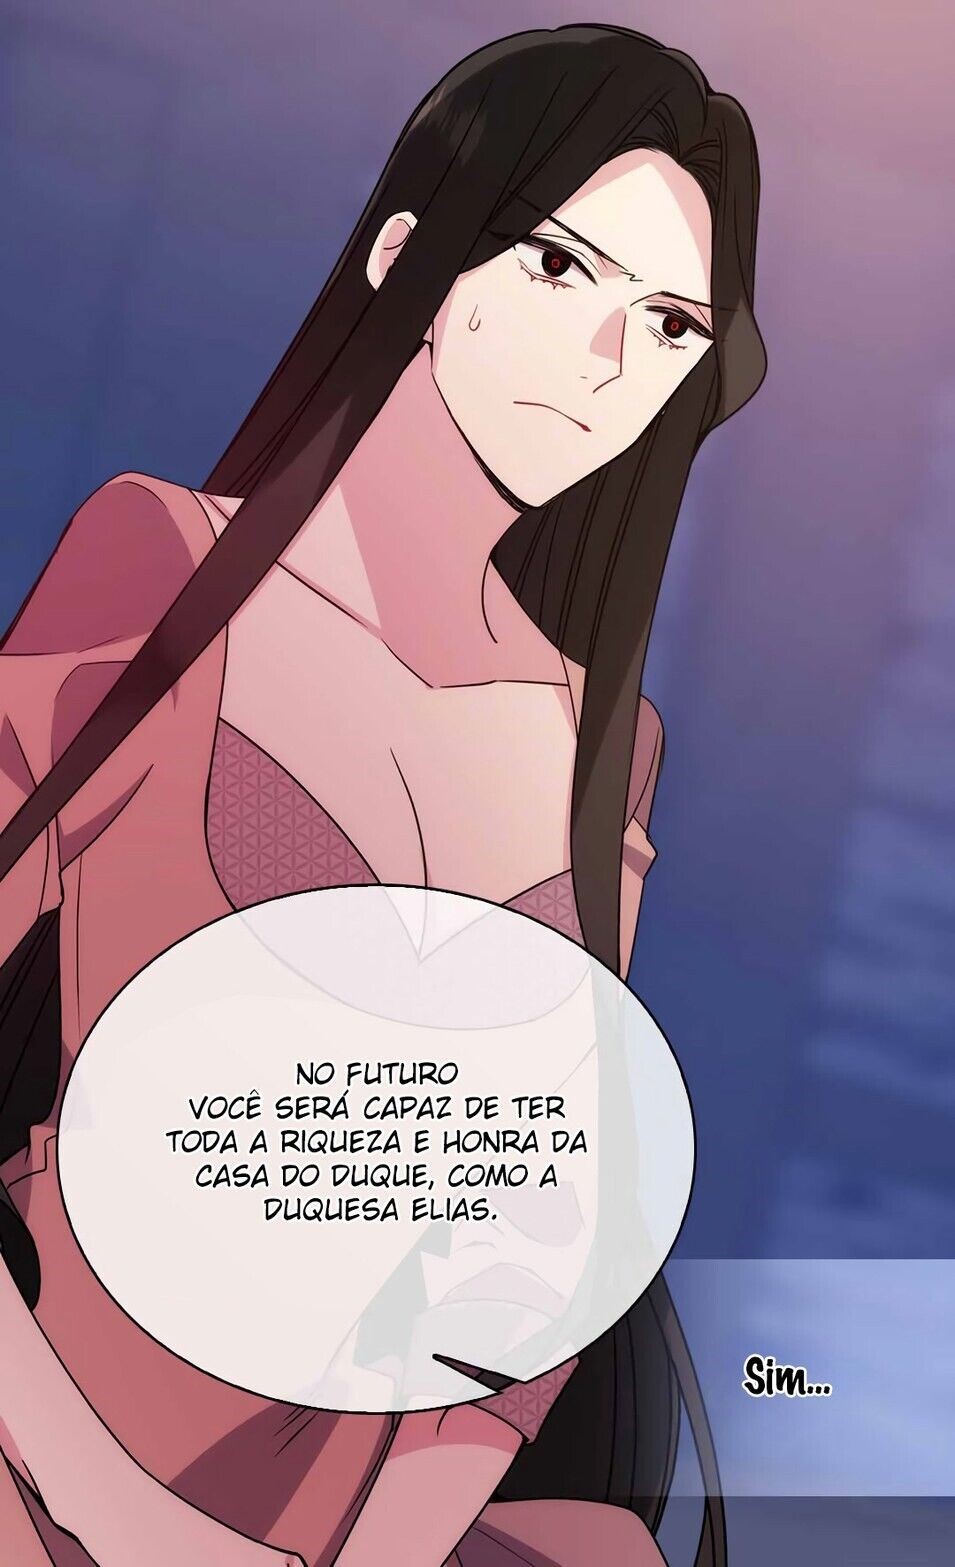 NO FUTURO
VOCÊ SERÁ CAPAZ DE TER
TODA A RIQUEZA E HONRA DA
CASA DO DUQUE, COMO A
DUQUESA ELIAS.
Sim...